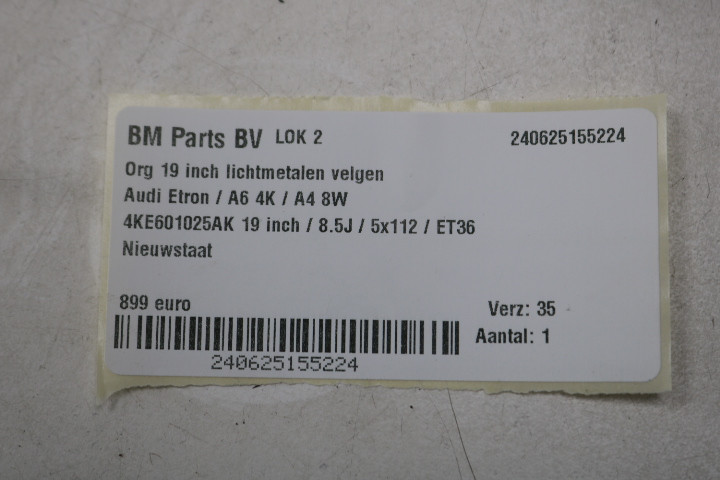 BM Parts BV LOK 2 240625155224
Org 19 inch lichtmetalen velgen
Audi Etron / A6 4K / A4 8W
4KE601025AK 19 inch / 8.5J / 5x112 / ET36
Nieuwstaat
899 euro Verz: 35
Aantal: 1
240625155224